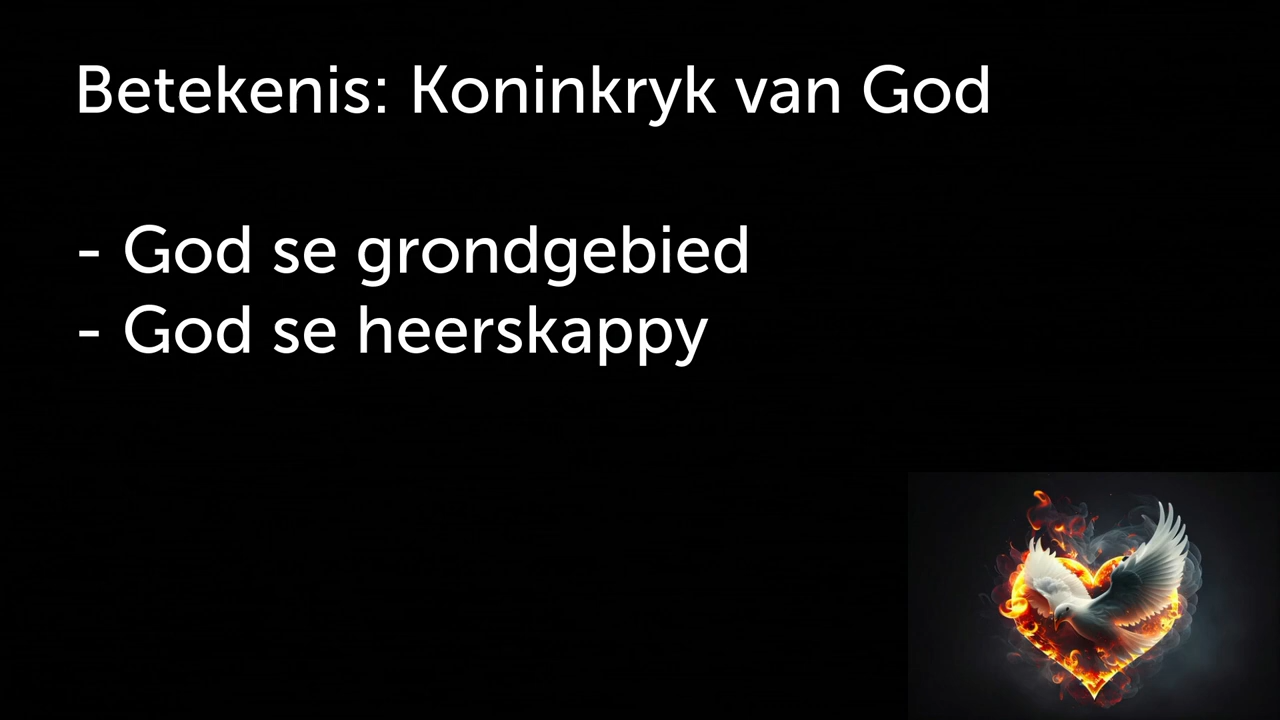 Betekenis: Koninkryk van God
- God se grondgebied
- God se heerskappy